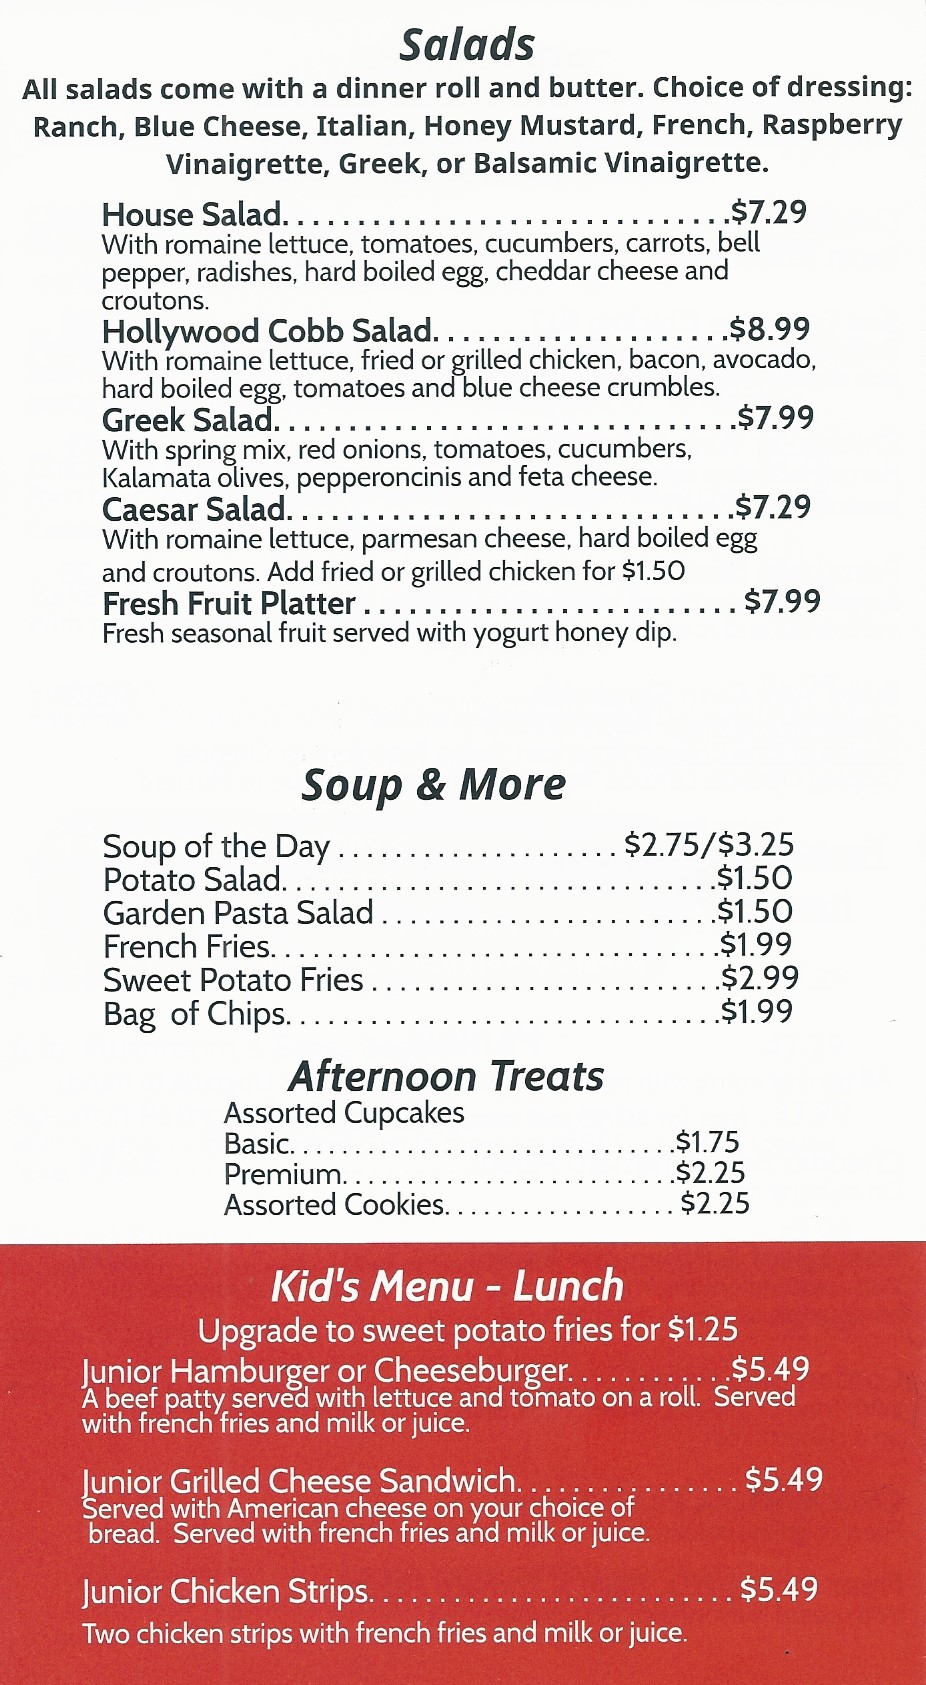 Salads
All salads come with a dinner roll and butter. Choice of dressing:
Ranch, Blue Cheese, Italian, Honey Mustard, French, Raspberry
Vinaigrette, Greek, or Balsamic Vinaigrette.
House Salad. . . . . . . . . . . . . . . . . . . . . . . . . . . . . .$7.29
With romaine lettuce, tomatoes, cucumbers, carrots, bell
pepper, radishes, hard boiled egg, cheddar cheese and
croutons.
Hollywood Cobb Salad. . . . . . . . . . . . . . . . . . . .$8.99
With romaine lettuce, fried or grilled chicken, bacon, avocado,
hard boiled egg, tomatoes and blue cheese crumbles.
Greek Salad. . . . . . . . . . . . . . . . . . . . . . . . . . . . . . .$7.99
With spring mix, red onions, tomatoes, cucumbers,
Kalamata olives, pepperoncinis and feta cheese.
Caesar Salad. . . . . . . . . . . . . . . . . . . . . . . . . . . . . .$7.29
With romaine lettuce, parmesan cheese, hard boiled egg
and croutons. Add fried or grilled chicken for $1.50
Fresh Fruit Platter . . . . . . . . . . . . . . . . . . . . . . . . . $7.99
Fresh seasonal fruit served with yogurt honey dip.
Soup & More
Soup of the Day . . . . . . . . . . . . . . . . . . . . $2.75/$3.25
Potato Salad. . . . . . . . . . . . . . . . . . . . . . . . . . . . . . .$1.50
Garden Pasta Salad . . . . . . . . . . . . . . . . . . . . . . . .$1.50
French Fries. . . . . . . . . . . . . . . . . . . . . . . . . . . . . . . .$1.99
Sweet Potato Fries . . . . . . . . . . . . . . . . . . . . . . . . .$2.99
Bag of Chips. . . . . . . . . . . . . . . . . . . . . . . . . . . . . . .$1.99
Afternoon Treats
Assorted Cupcakes
Basic. . . . . . . . . . . . . . . . . . . . . . . . . . . . . .$1.75
Premium. . . . . . . . . . . . . . . . . . . . . . . . . .$2.25
Assorted Cookies. . . . . . . . . . . . . . . . . . $2.25
Kid's Menu - Lunch
Upgrade to sweet potato fries for $1.25
Junior Hamburger or Cheeseburger. . . . . . . . . . . .$5.49
A beef patty served with lettuce and tomato on a roll. Served
with french fries and milk or juice.
Junior Grilled Cheese Sandwich. . . . . . . . . . . . . . . . $5.49
Served with American cheese on your choice of
bread. Served with french fries and milk or juice.
Junior Chicken Strips. . . . . . . . . . . . . . . . . . . . . . . . . . $5.49
Two chicken strips with french fries and milk or juice.